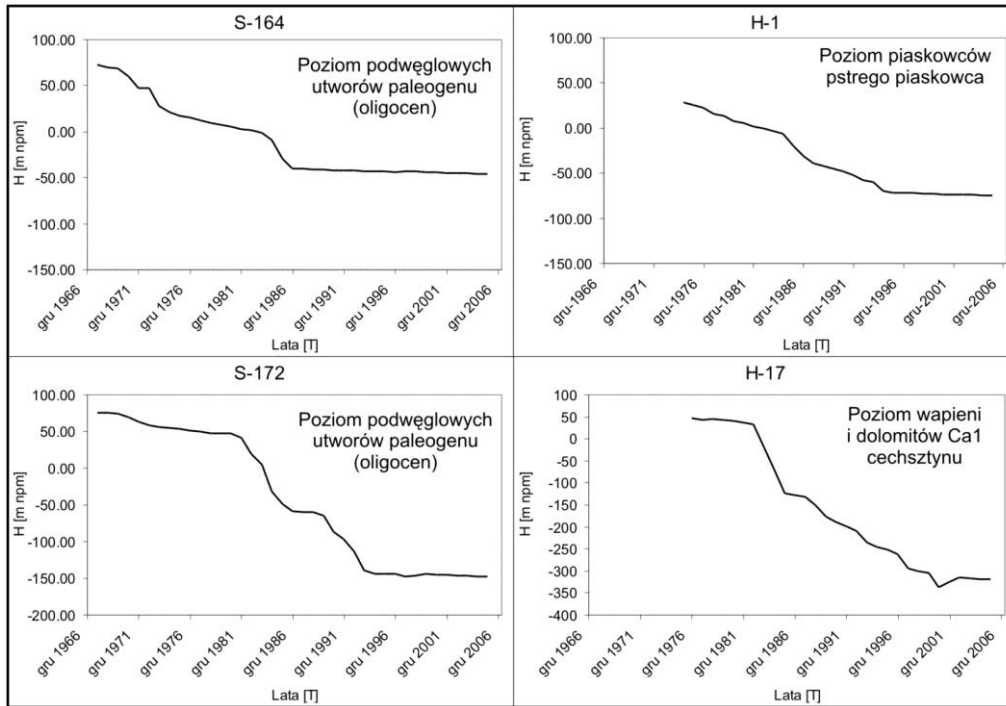 S-164
Poziom podwęglowych
utworów paleogenu
(oligocen)
H [m npm]
100.00
50.00
0.00
-50.00
-100.00
-150.00
gru 1966
gru 1971
gru 1976
gru 1981
gru 1986
gru 1991
gru 1996
gru 2001
gru 2006
Lata [T]
H-1
Poziom piaskowców
pstrego piaskowca
H [m npm]
100.00
50.00
0.00
-50.00
-100.00
-150.00
gru-1966
gru-1971
gru-1976
gru-1981
gru-1986
gru-1991
gru-1996
gru-2001
gru-2006
Lata [T]
S-172
Poziom podwęglowych
utworów paleogenu
(oligocen)
H [m npm]
100.00
50.00
0.00
-50.00
-100.00
-150.00
-200.00
gru 1966
gru 1971
gru 1976
gru 1981
gru 1986
gru 1991
gru 1996
gru 2001
gru 2006
Lata [T]
H-17
Poziom wapieni
i dolomitów Ca1
cechsztynu
H [m npm]
100
50
0
-50
-100
-150
-200
-250
-300
-350
-400
gru 1966
gru 1971
gru 1976
gru 1981
gru 1986
gru 1991
gru 1996
gru 2001
gru 2006
Lata [T]